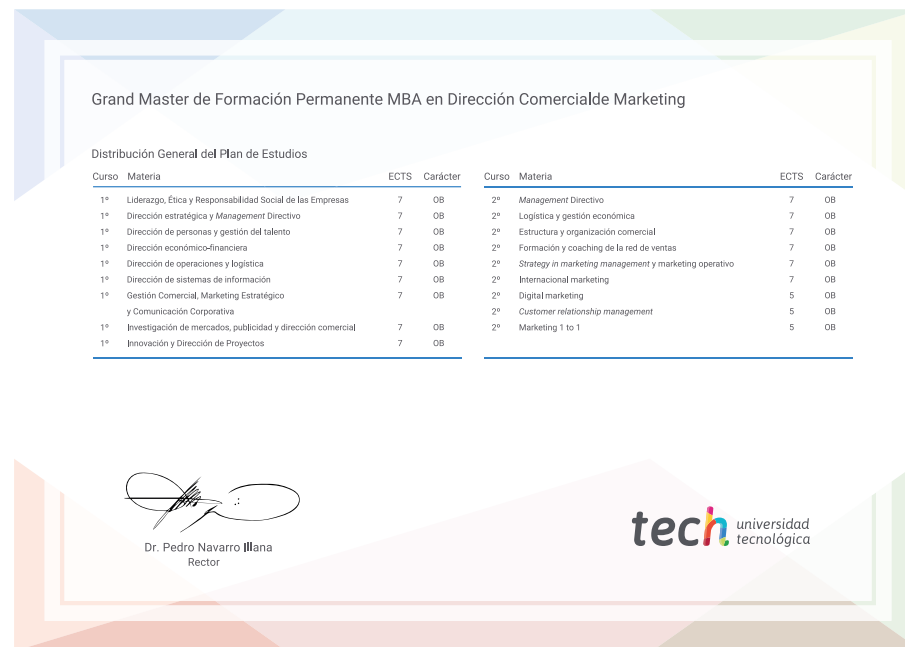 Grand Master de Formación Permanente MBA en Dirección Comercialde Marketing
Distribución General del Plan de Estudios
Curso Materia ECTS Carácter
1º Liderazgo, Ética y Responsabilidad Social de las Empresas 7 OB
1º Dirección estratégica y Management Directivo 7 OB
1º Dirección de personas y gestión del talento 7 OB
1º Dirección económico-financiera 7 OB
1º Dirección de operaciones y logística 7 OB
1º Dirección de sistemas de información 7 OB
1º Gestión Comercial, Marketing Estratégico 7 OB
y Comunicación Corporativa
1º Investigación de mercados, publicidad y dirección comercial 7 OB
1º Innovación y Dirección de Proyectos 7 OB
Curso Materia ECTS Carácter
2º Management Directivo 7 OB
2º Logística y gestión económica 7 OB
2º Estructura y organización comercial 7 OB
2º Formación y coaching de la red de ventas 7 OB
2º Strategy in marketing management y marketing operativo 7 OB
2º Internacional marketing 7 OB
2º Digital marketing 5 OB
2º Customer relationship management 5 OB
2º Marketing 1 to 1 5 OB
Dr. Pedro Navarro Illana
Rector
tech universidad
tecnológica